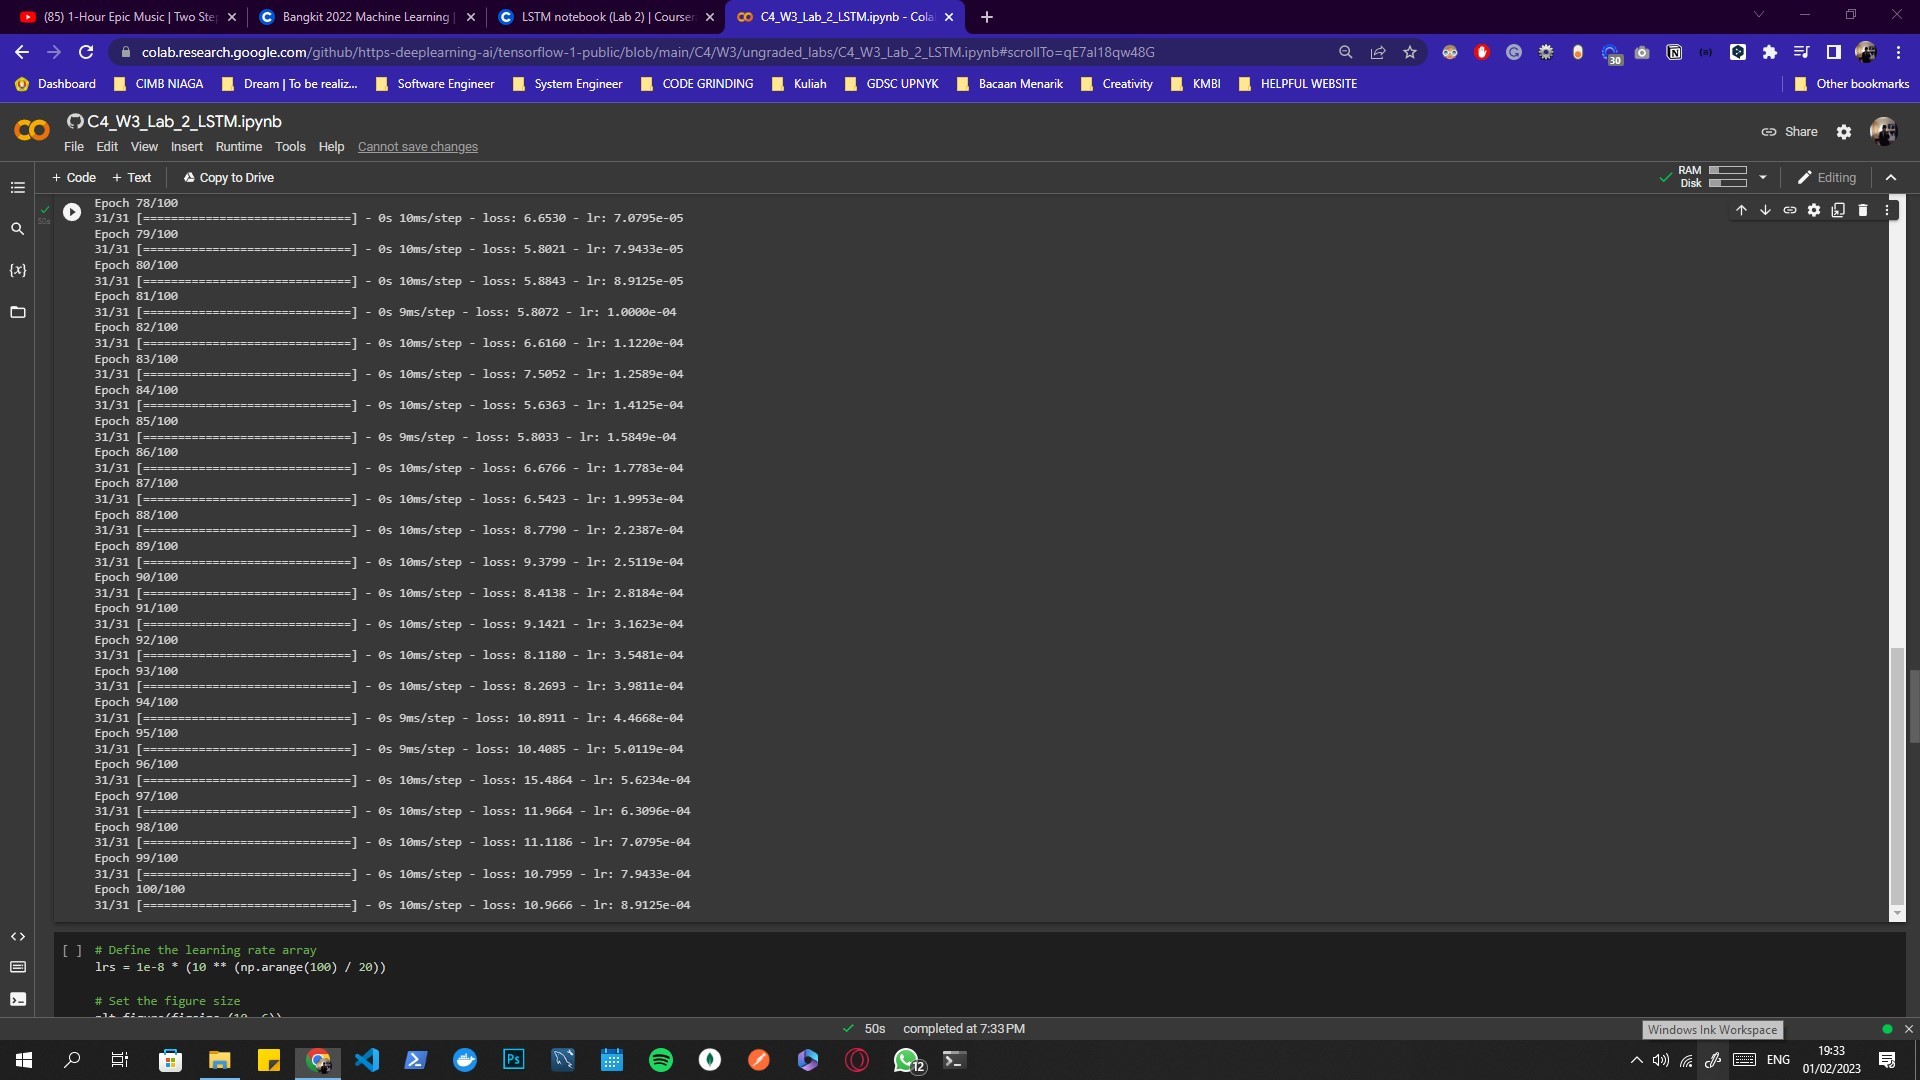 (85) 1-Hour Epic Music | Two Ste
Bangkit 2022 Machine Learning |
LSTM notebook (Lab 2) | Courser
C4_W3_Lab_2_LSTM.ipynb - Cola
colab.research.google.com/github/https-deeplearning-ai/tensorflow-1-public/blob/main/C4/W3/ungraded_labs/C4_W3_Lab_2_LSTM.ipynb#scrollTo=qE7al18qw48G
30
Dashboard
CIMB NIAGA
Dream | To be realiz...
Software Engineer
System Engineer
CODE GRINDING
Kuliah
GDSC UPNYK
Bacaan Menarik
Creativity
KMBI
HELPFUL WEBSITE
Other bookmarks
C4_W3_Lab_2_LSTM.ipynb
File Edit View Insert Runtime Tools Help Cannot save changes
Share
+ Code + Text Copy to Drive
RAM
Disk
Editing
50s
Epoch 78/100
31/31 [==============================] - 0s 10ms/step - loss: 6.6530 - lr: 7.0795e-05
Epoch 79/100
31/31 [==============================] - 0s 10ms/step - loss: 5.8021 - lr: 7.9433e-05
Epoch 80/100
31/31 [==============================] - 0s 10ms/step - loss: 5.8843 - lr: 8.9125e-05
Epoch 81/100
31/31 [==============================] - 0s 9ms/step - loss: 5.8072 - lr: 1.0000e-04
Epoch 82/100
31/31 [==============================] - 0s 10ms/step - loss: 6.6160 - lr: 1.1220e-04
Epoch 83/100
31/31 [==============================] - 0s 10ms/step - loss: 7.5052 - lr: 1.2589e-04
Epoch 84/100
31/31 [==============================] - 0s 10ms/step - loss: 5.6363 - lr: 1.4125e-04
Epoch 85/100
31/31 [==============================] - 0s 9ms/step - loss: 5.8033 - lr: 1.5849e-04
Epoch 86/100
31/31 [==============================] - 0s 10ms/step - loss: 6.6766 - lr: 1.7783e-04
Epoch 87/100
31/31 [==============================] - 0s 10ms/step - loss: 6.5423 - lr: 1.9953e-04
Epoch 88/100
31/31 [==============================] - 0s 10ms/step - loss: 8.7790 - lr: 2.2387e-04
Epoch 89/100
31/31 [==============================] - 0s 10ms/step - loss: 9.3799 - lr: 2.5119e-04
Epoch 90/100
31/31 [==============================] - 0s 10ms/step - loss: 8.4138 - lr: 2.8184e-04
Epoch 91/100
31/31 [==============================] - 0s 10ms/step - loss: 9.1421 - lr: 3.1623e-04
Epoch 92/100
31/31 [==============================] - 0s 10ms/step - loss: 8.1180 - lr: 3.5481e-04
Epoch 93/100
31/31 [==============================] - 0s 10ms/step - loss: 8.2693 - lr: 3.9811e-04
Epoch 94/100
31/31 [==============================] - 0s 9ms/step - loss: 10.8911 - lr: 4.4668e-04
Epoch 95/100
31/31 [==============================] - 0s 9ms/step - loss: 10.4085 - lr: 5.0119e-04
Epoch 96/100
31/31 [==============================] - 0s 10ms/step - loss: 15.4864 - lr: 5.6234e-04
Epoch 97/100
31/31 [==============================] - 0s 10ms/step - loss: 11.9664 - lr: 6.3096e-04
Epoch 98/100
31/31 [==============================] - 0s 10ms/step - loss: 11.1186 - lr: 7.0795e-04
Epoch 99/100
31/31 [==============================] - 0s 10ms/step - loss: 10.7959 - lr: 7.9433e-04
Epoch 100/100
31/31 [==============================] - 0s 10ms/step - loss: 10.9666 - lr: 8.9125e-04
[ ] # Define the learning rate array
lrs = 1e-8 * (10 ** (np.arange(100) / 20))
# Set the figure size
50s completed at 7:33 PM
Windows Ink Workspace
Ps
12
ENG
19:33
01/02/2023